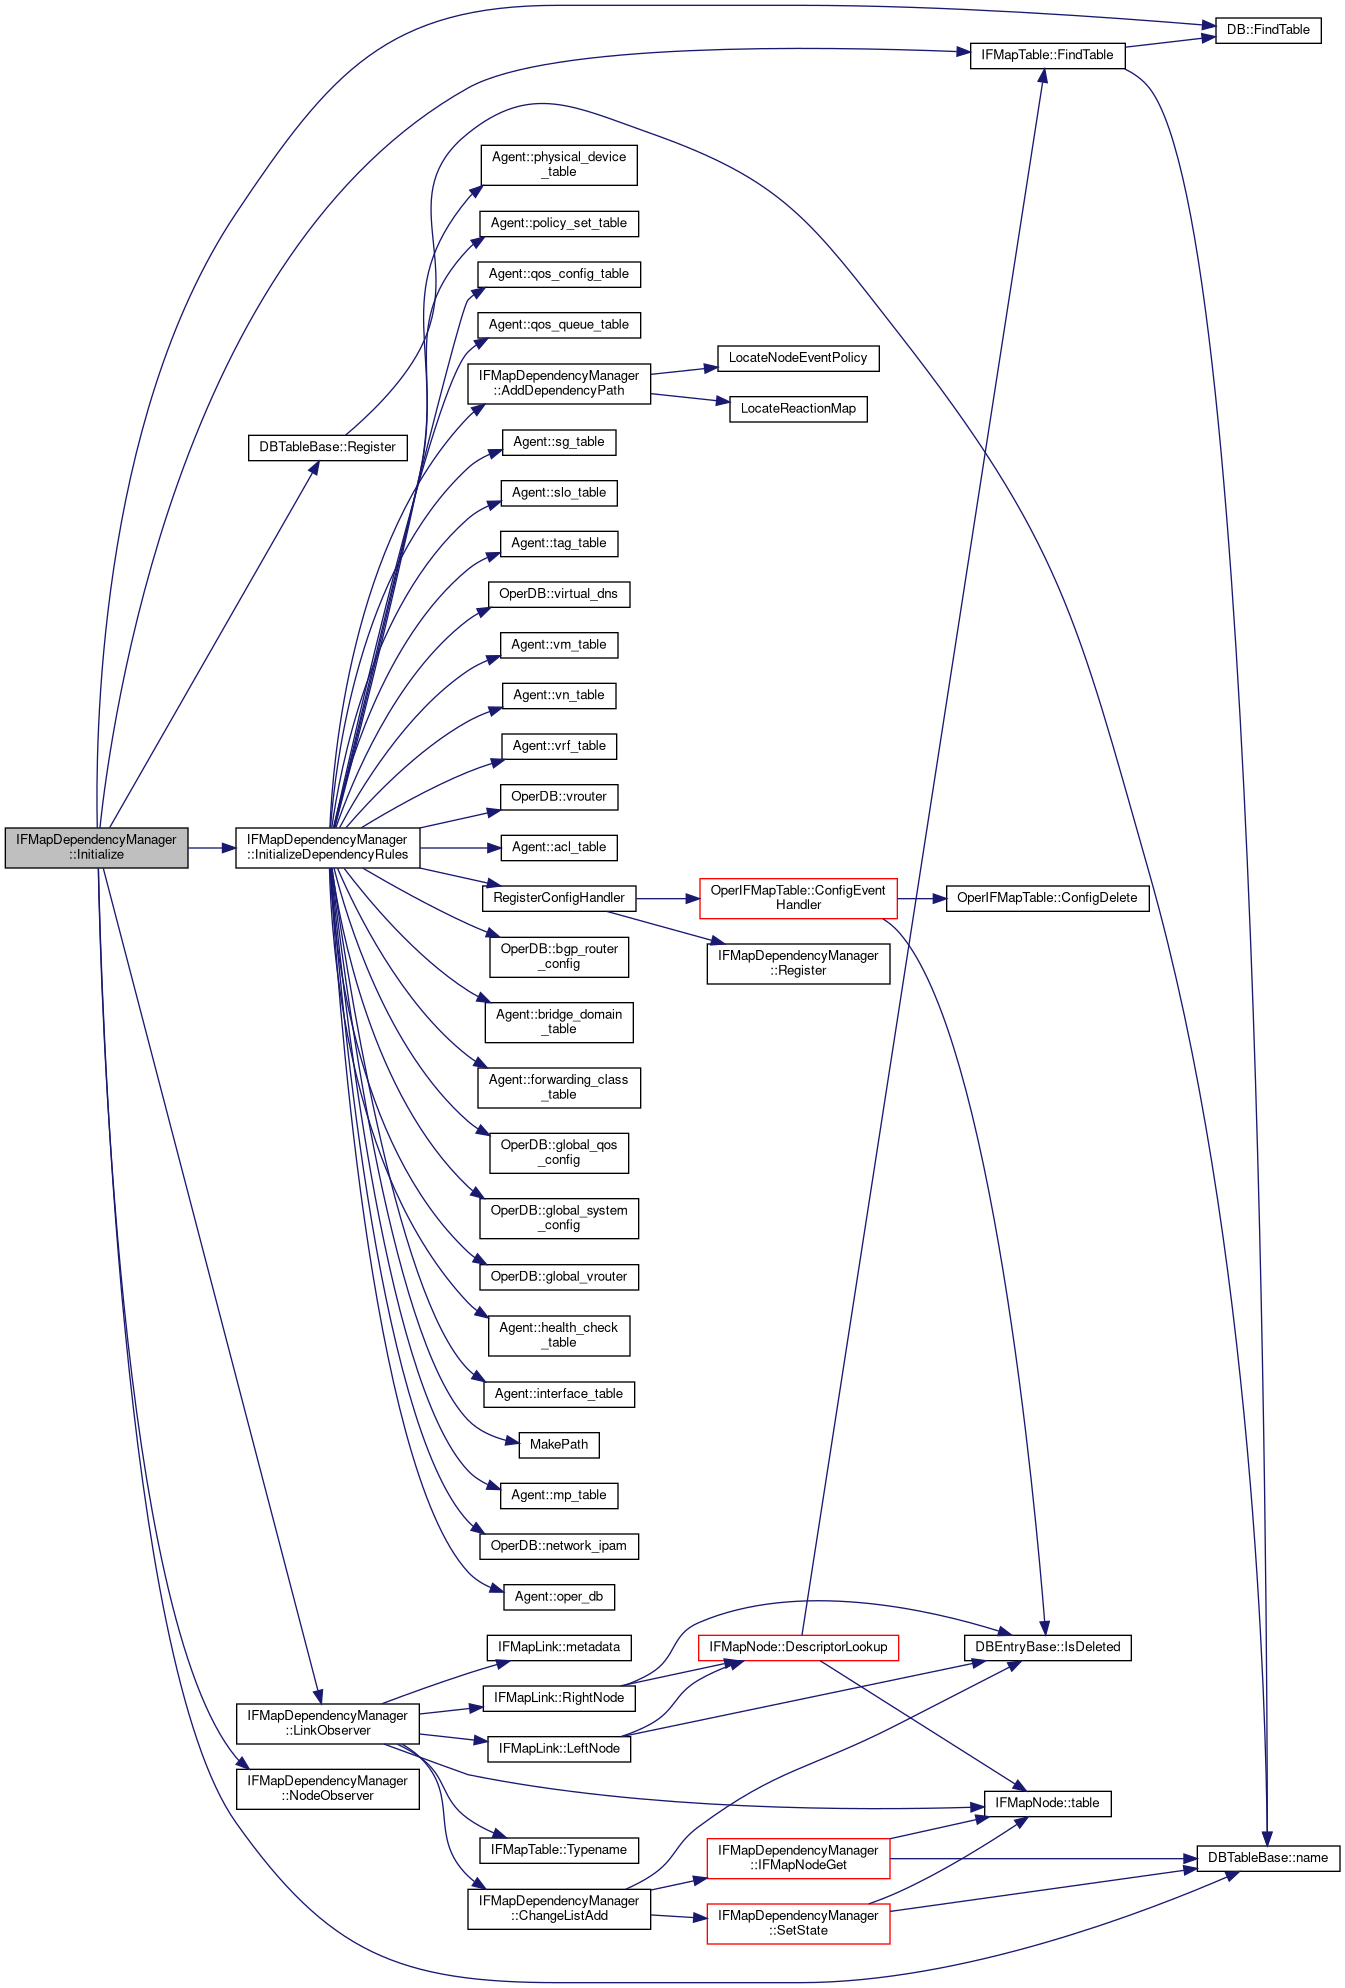 DB::FindTable
IFMapTable::FindTable
Agent::physical_device
_table
Agent::policy_set_table
Agent::qos_config_table
Agent::qos_queue_table
LocateNodeEventPolicy
IFMapDependencyManager
::AddDependencyPath
LocateReactionMap
DBTableBase::Register
Agent::sg_table
Agent::slo_table
Agent::tag_table
OperDB::virtual_dns
Agent::vm_table
Agent::vn_table
Agent::vrf_table
OperDB::vrouter
IFMapDependencyManager
::Initialize
IFMapDependencyManager
::InitializeDependencyRules
Agent::acl_table
RegisterConfigHandler
OperIFMapTable::ConfigEvent
Handler
OperIFMapTable::ConfigDelete
OperDB::bgp_router
_config
IFMapDependencyManager
::Register
Agent::bridge_domain
_table
Agent::forwarding_class
_table
OperDB::global_qos
_config
OperDB::global_system
_config
OperDB::global_vrouter
Agent::health_check
_table
Agent::interface_table
MakePath
Agent::mp_table
OperDB::network_ipam
Agent::oper_db
IFMapLink::metadata
IFMapNode::DescriptorLookup
DBEntryBase::IsDeleted
IFMapLink::RightNode
IFMapDependencyManager
::LinkObserver
IFMapLink::LeftNode
IFMapDependencyManager
::NodeObserver
IFMapNode::table
IFMapTable::Typename
IFMapDependencyManager
::IFMapNodeGet
DBTableBase::name
IFMapDependencyManager
::ChangeListAdd
IFMapDependencyManager
::SetState